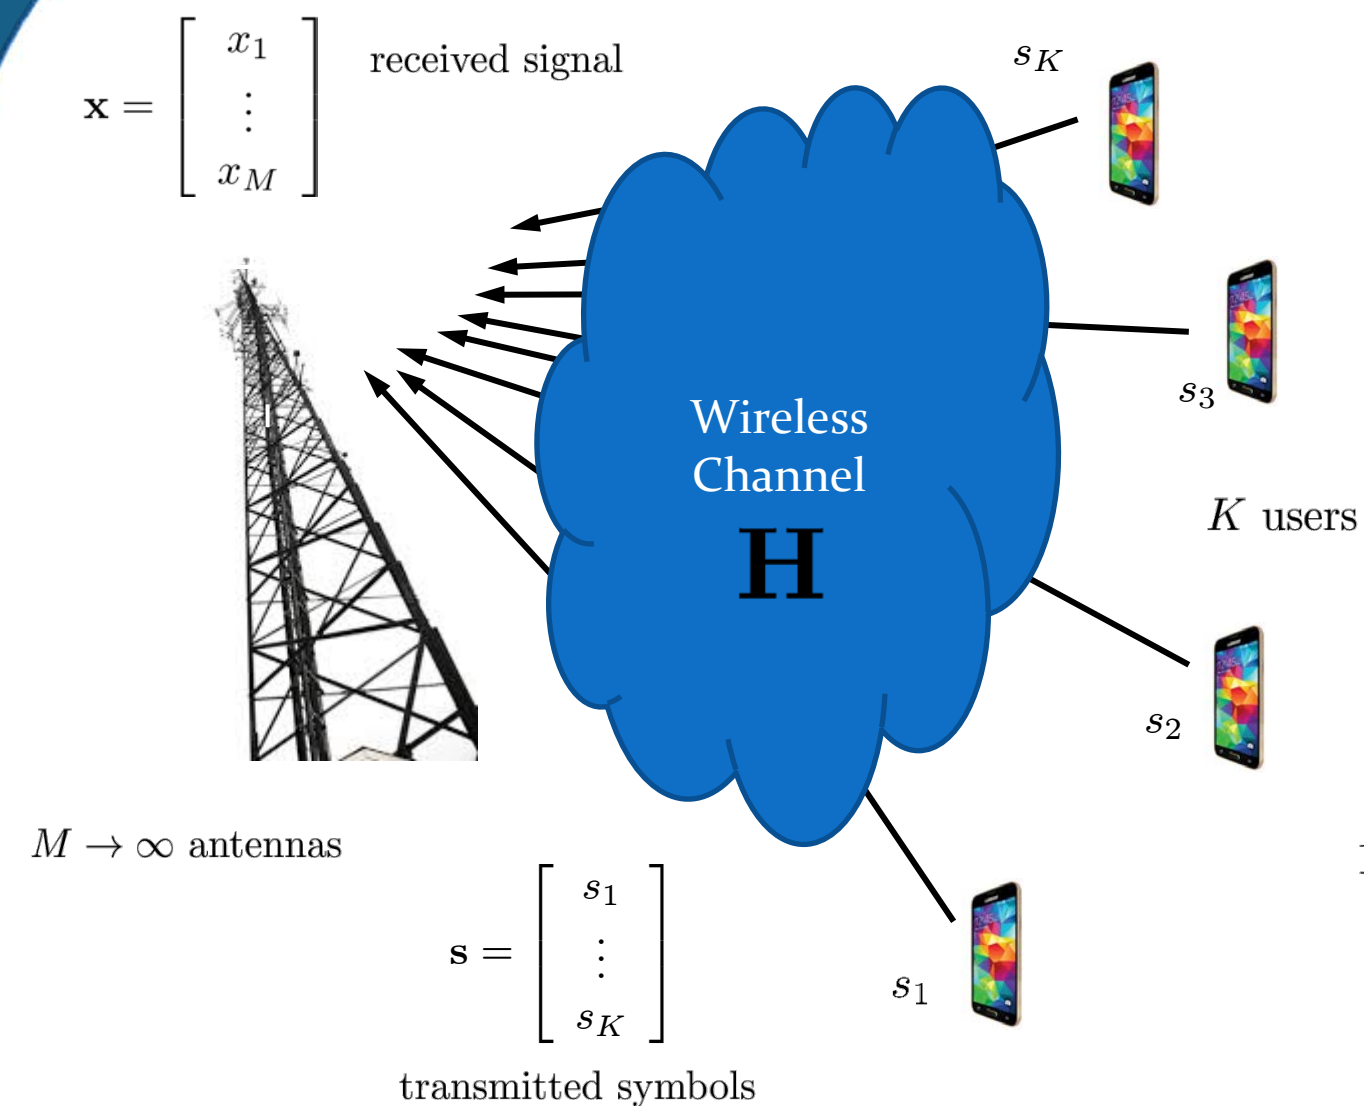 x = [ x_1 ⋮ x_M ] received signal
s_K
s_3
Wireless
Channel
H
K users
s_2
M → ∞ antennas
s = [ s_1 ⋮ s_K ]
s_1
transmitted symbols